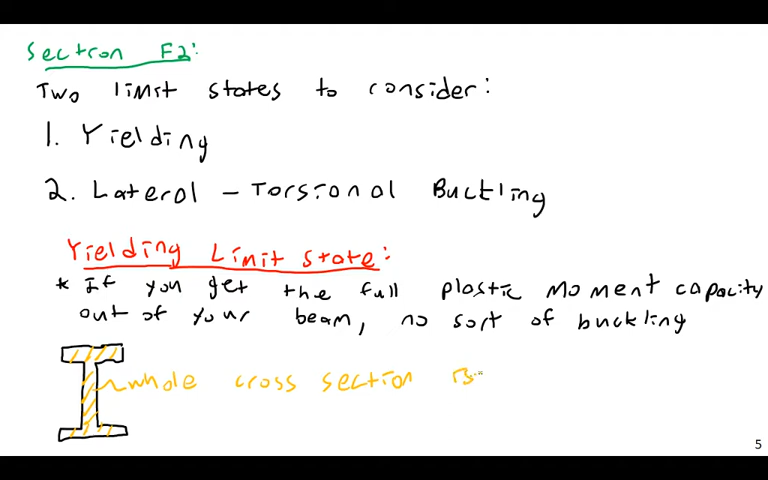 Section F2:
Two limit states to consider:
1. Yielding
2. Lateral - Torsional Buckling
Yielding Limit State:
* If you get the full plastic moment capacity
out of your beam, no sort of buckling
whole cross section
5